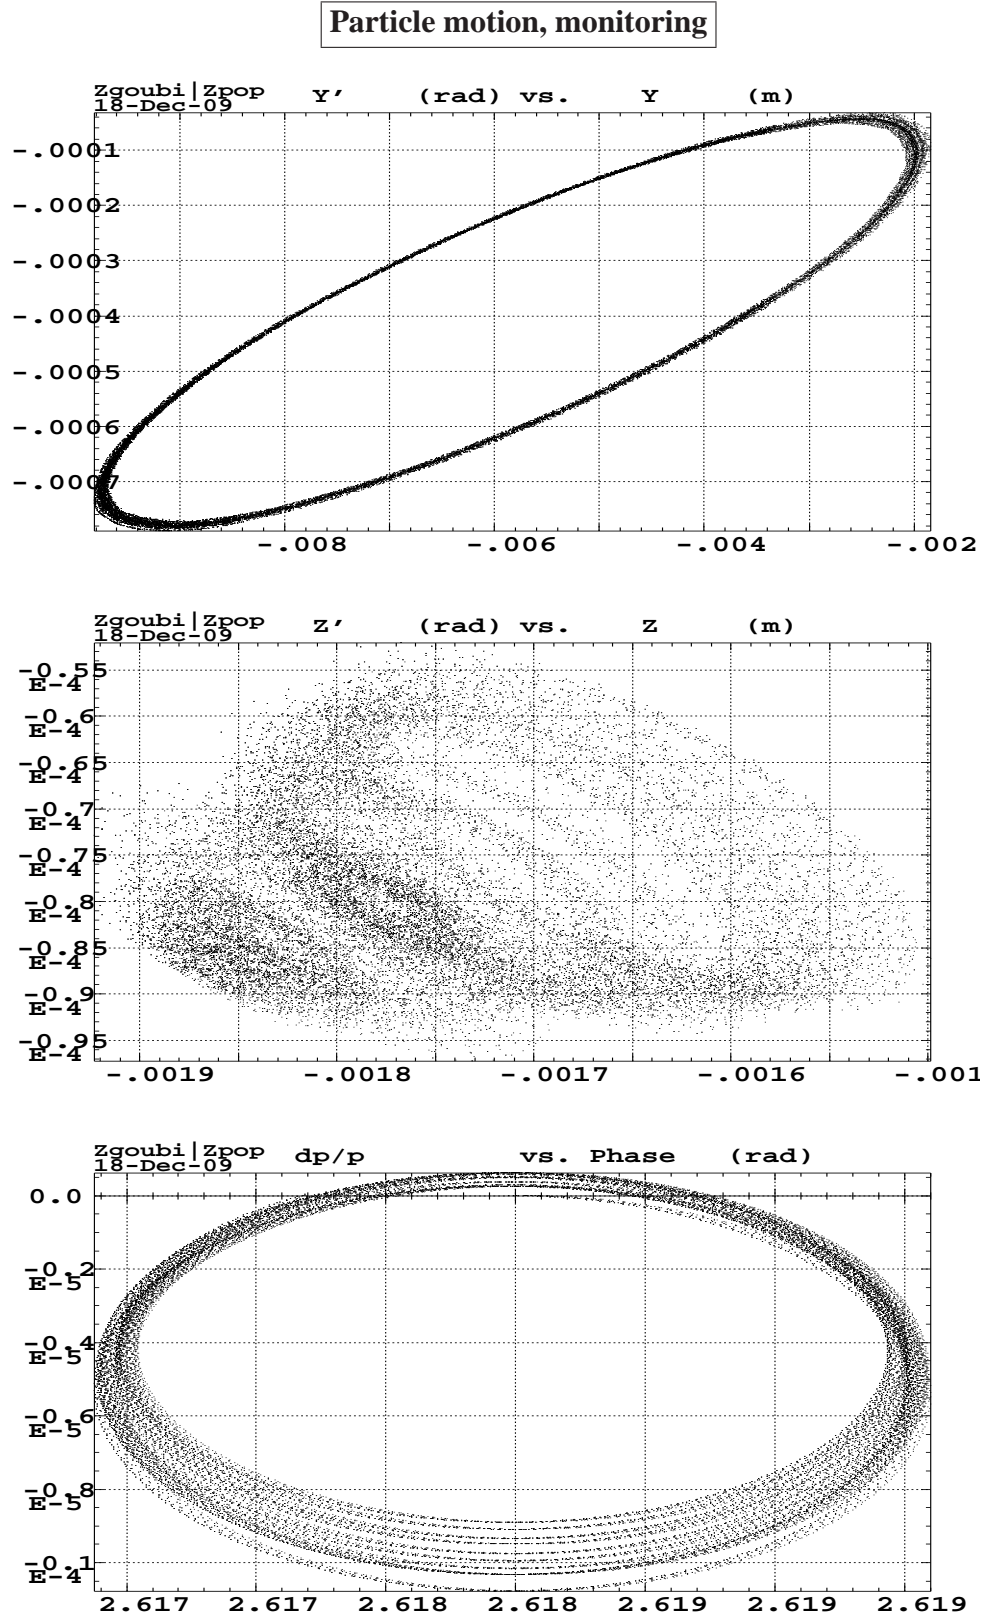 Particle motion, monitoring
Zgoubi|Zpop
18-Dec-09
Y' (rad) vs. Y (m)
-.0001
-.0002
-.0003
-.0004
-.0005
-.0006
-.0007
-.008 -.006 -.004 -.002
Zgoubi|Zpop
18-Dec-09
Z' (rad) vs. Z (m)
-0.55
E-4
-0.6
E-4
-0.65
E-4
-0.7
E-4
-0.75
E-4
-0.8
E-4
-0.85
E-4
-0.9
E-4
-0.95
E-4
-.0019 -.0018 -.0017 -.0016 -.001
Zgoubi|Zpop
18-Dec-09
dp/p vs. Phase (rad)
0.0
-0.2
E-5
-0.4
E-5
-0.6
E-5
-0.8
E-5
-0.1
E-4
2.617 2.617 2.618 2.618 2.619 2.619 2.619